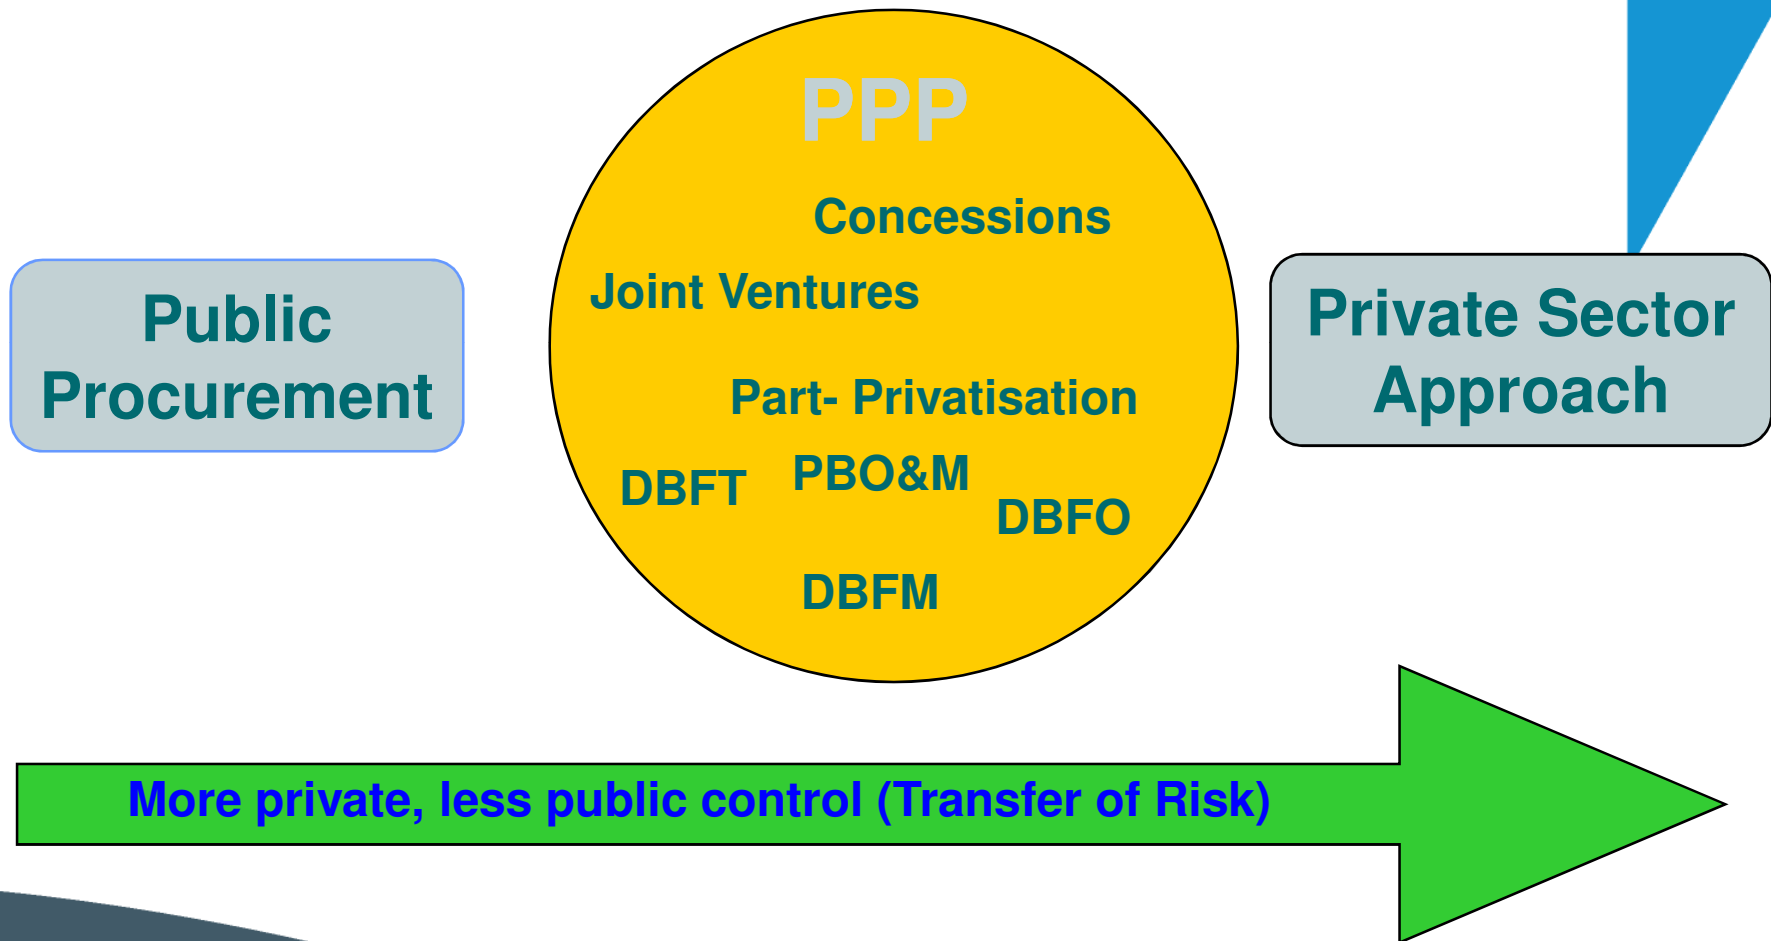 PPP
Concessions
Joint Ventures
Public
Procurement
Private Sector
Approach
Part- Privatisation
DBFT
PBO&M
DBFO
DBFM
More private, less public control (Transfer of Risk)